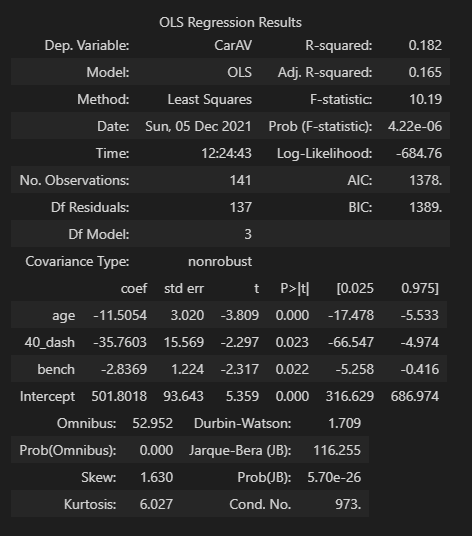 OLS Regression Results
Dep. Variable: CarAV R-squared: 0.182
Model: OLS Adj. R-squared: 0.165
Method: Least Squares F-statistic: 10.19
Date: Sun, 05 Dec 2021 Prob (F-statistic): 4.22e-06
Time: 12:24:43 Log-Likelihood: -684.76
No. Observations: 141 AIC: 1378.
Df Residuals: 137 BIC: 1389.
Df Model: 3
Covariance Type: nonrobust
coef std err t P>|t| [0.025 0.975]
age -11.5054 3.020 -3.809 0.000 -17.478 -5.533
40_dash -35.7603 15.569 -2.297 0.023 -66.547 -4.974
bench -2.8369 1.224 -2.317 0.022 -5.258 -0.416
Intercept 501.8018 93.643 5.359 0.000 316.629 686.974
Omnibus: 52.952 Durbin-Watson: 1.709
Prob(Omnibus): 0.000 Jarque-Bera (JB): 116.255
Skew: 1.630 Prob(JB): 5.70e-26
Kurtosis: 6.027 Cond. No. 973.